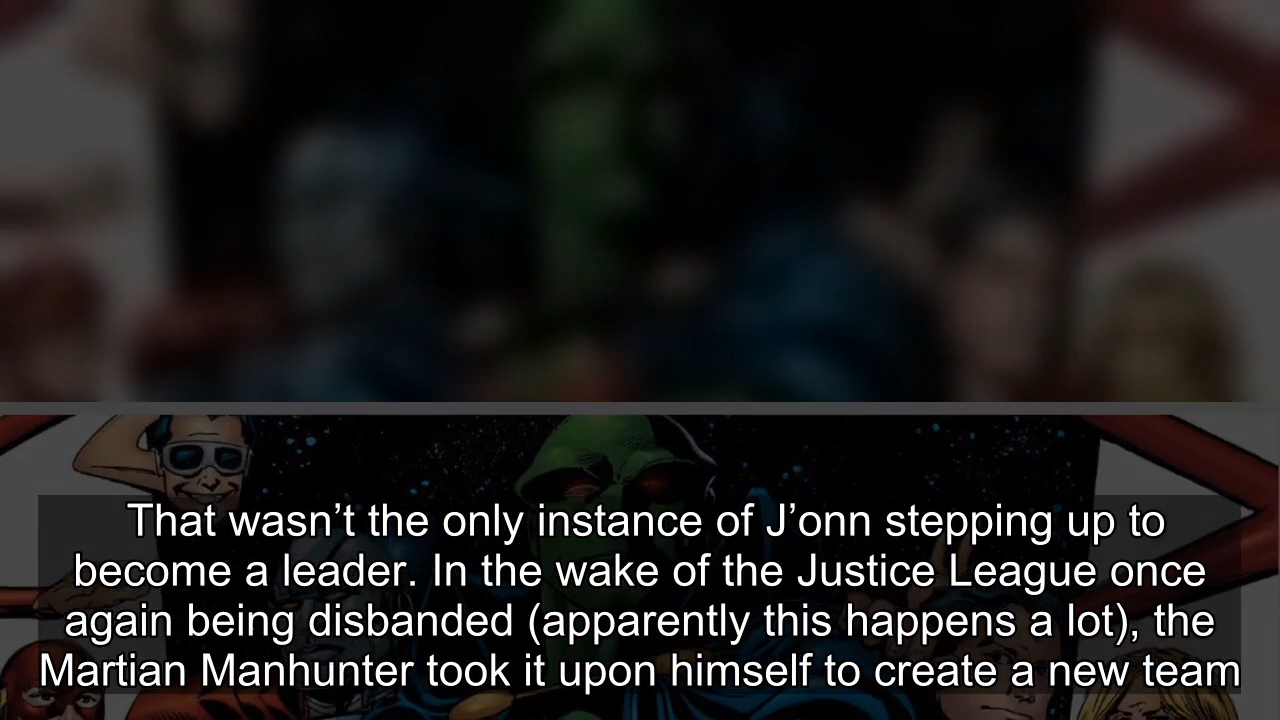 That wasn’t the only instance of J’onn stepping up to
become a leader. In the wake of the Justice League once
again being disbanded (apparently this happens a lot), the
Martian Manhunter took it upon himself to create a new team